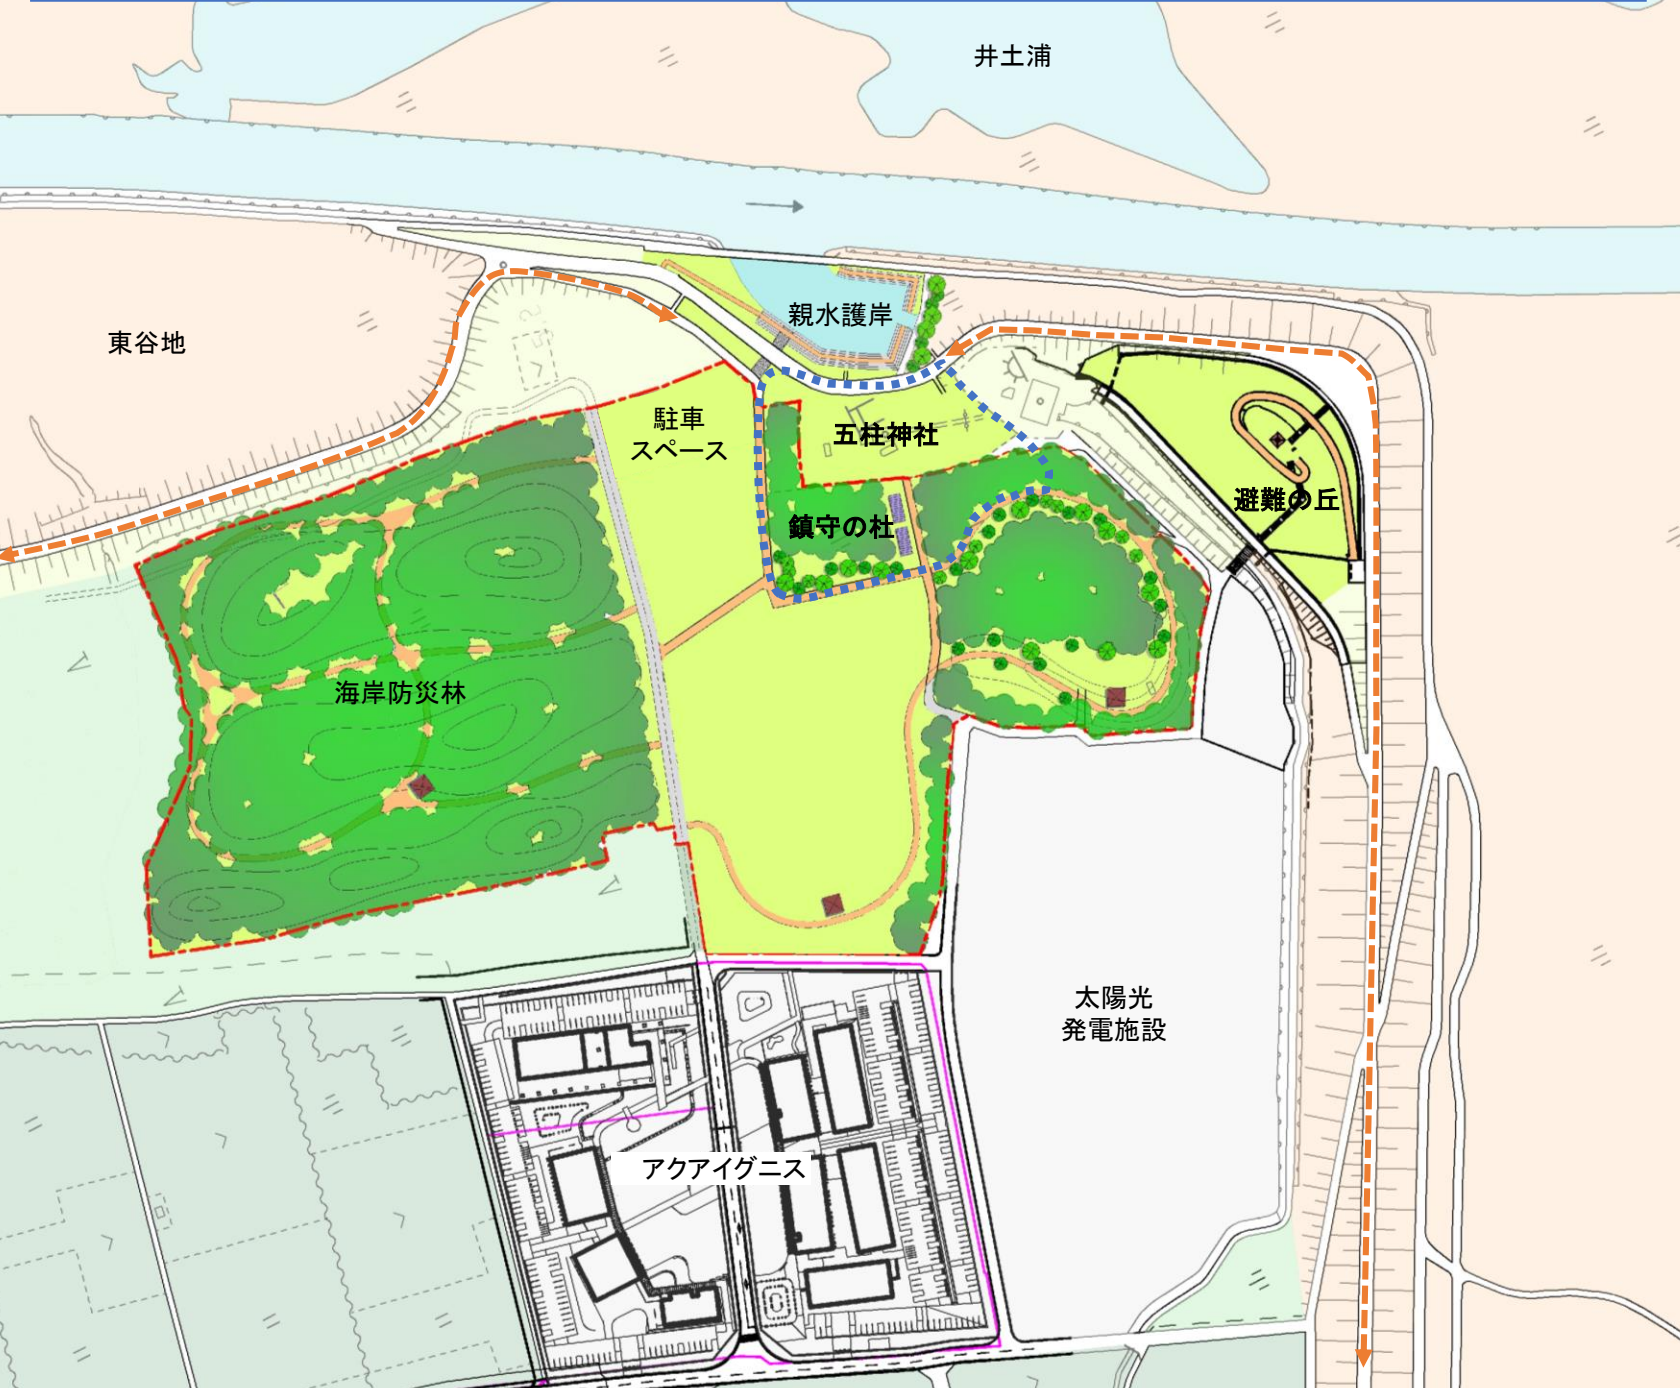 井土浦
親水護岸
東谷地
駐車
スペース
五柱神社
避難の丘
鎮守の杜
海岸防災林
太陽光
発電施設
アクアイグニス